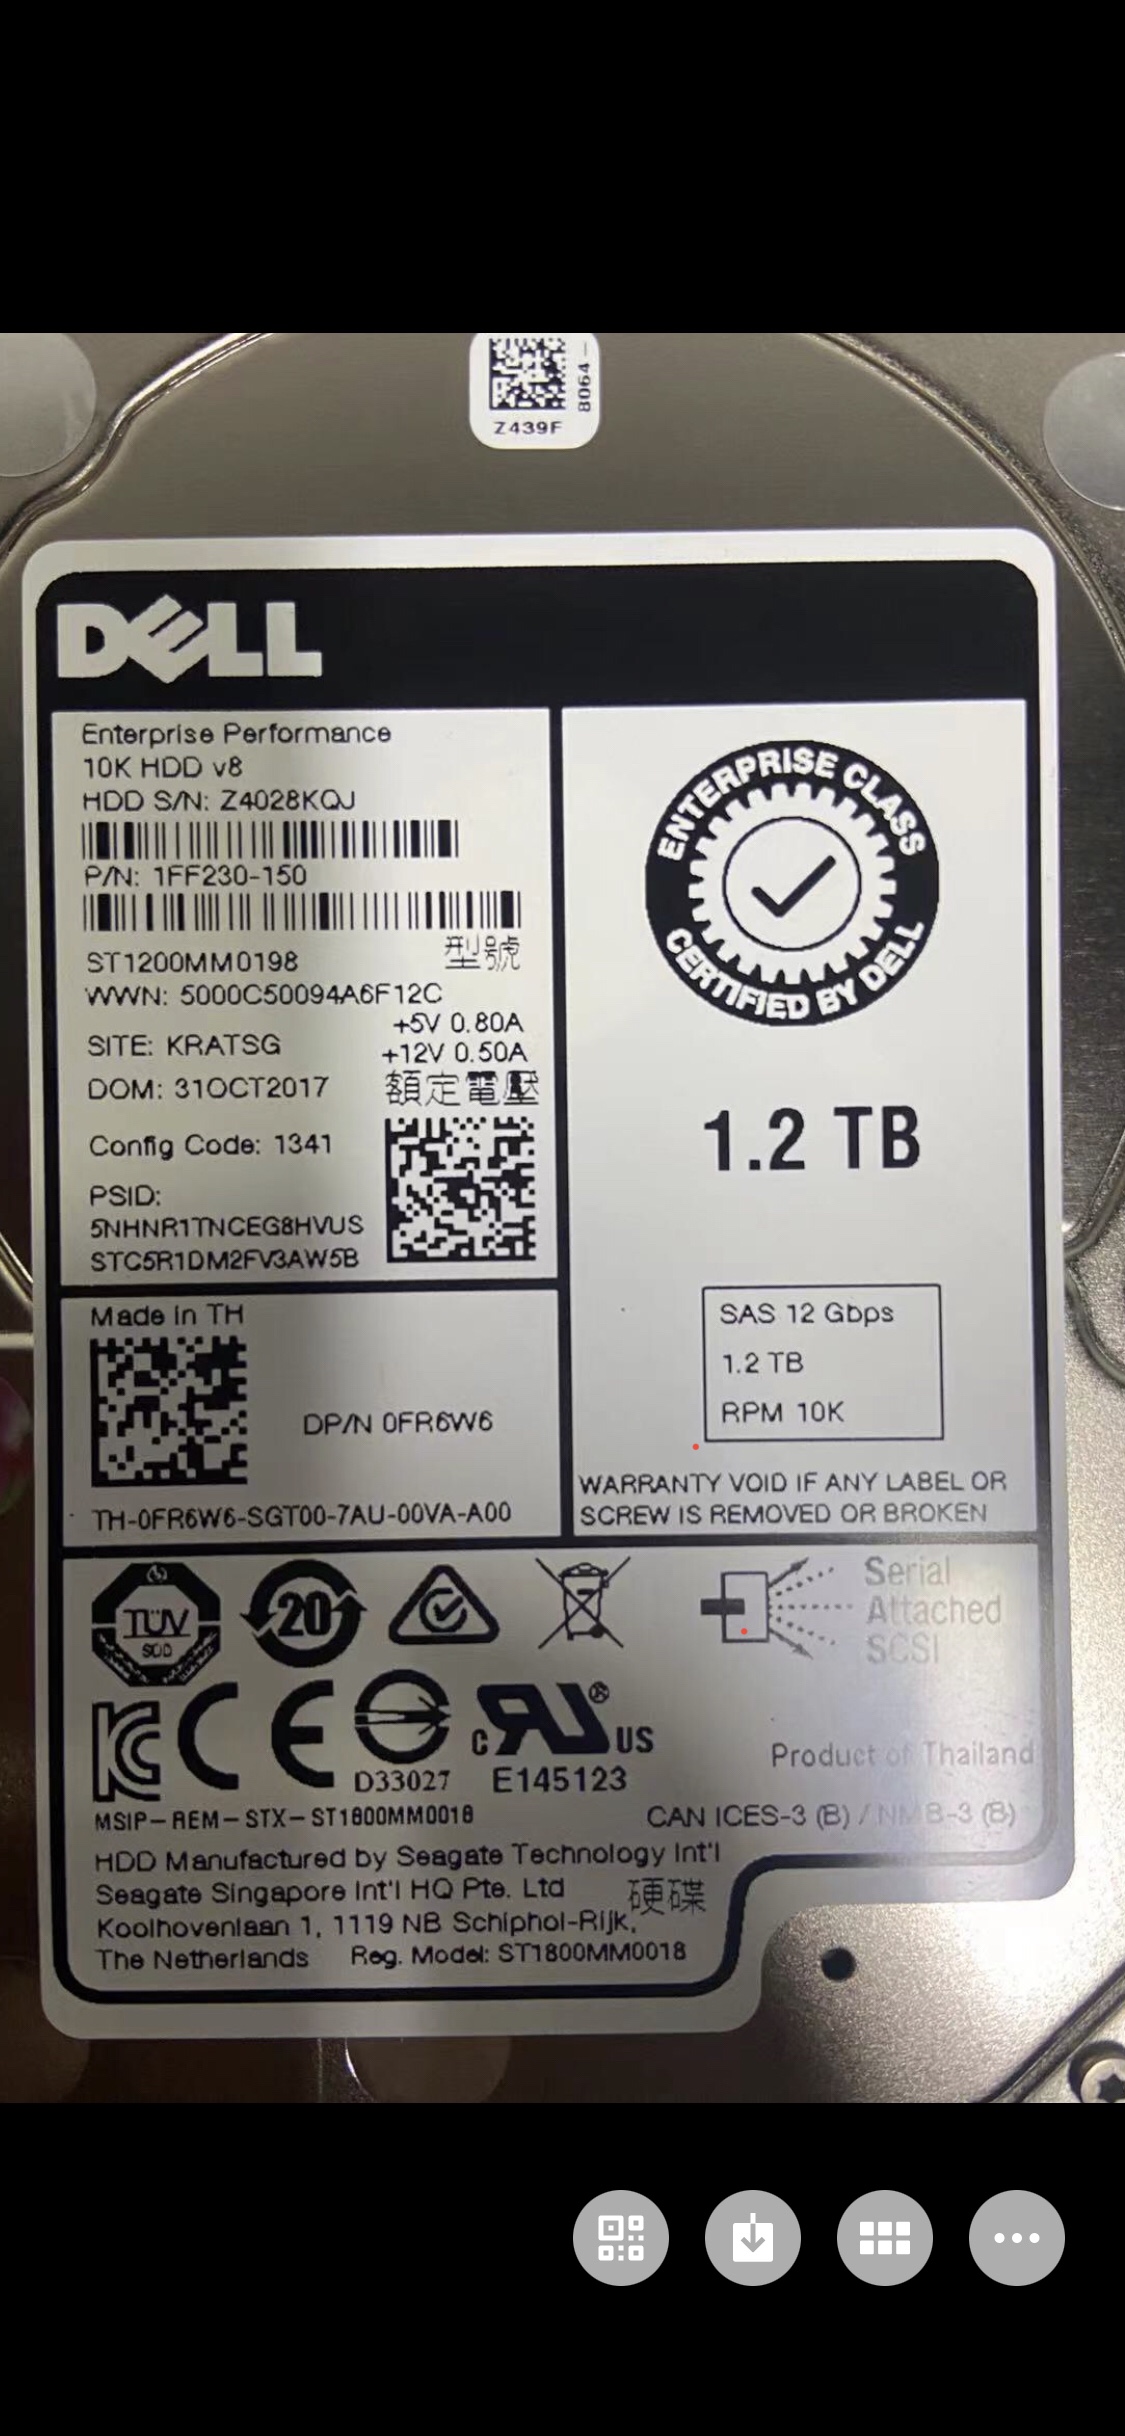 8064-
Z439F
DELL
Enterprise Performance
10K HDD v8
HDD S/N: Z4028KQJ
P/N: 1FF230-150
ST1200MM0198 型號
WWN: 5000C50094A6F12C
+5V 0.80A
SITE: KRATSG
+12V 0.50A
DOM: 31OCT2017
額定電壓
Config Code: 1341
PSID:
5NHNR1TNCEG8HVUS
STC5R1DM2FV3AW5B
ENTERPRISE CLASS
CERTIFIED BY DELL
1.2 TB
SAS 12 Gbps
1.2 TB
RPM 10K
WARRANTY VOID IF ANY LABEL OR
SCREW IS REMOVED OR BROKEN
Made in TH
DP/N 0FR6W6
TH-0FR6W6-SGT00-7AU-00VA-A00
TÜV
SÜD
20
Serial
Attached
SCSI
CE
D33027
c RU ® US
E145123
Product of Thailand
MSIP-REM-STX-ST1800MM0018
CAN ICES-3 (B) / NMB-3 (B)
HDD Manufactured by Seagate Technology Int'l
Seagate Singapore Int'l HQ Pte. Ltd 硬碟
Koolhovenlaan 1, 1119 NB Schiphol-Rijk,
The Netherlands Reg. Model: ST1800MM0018